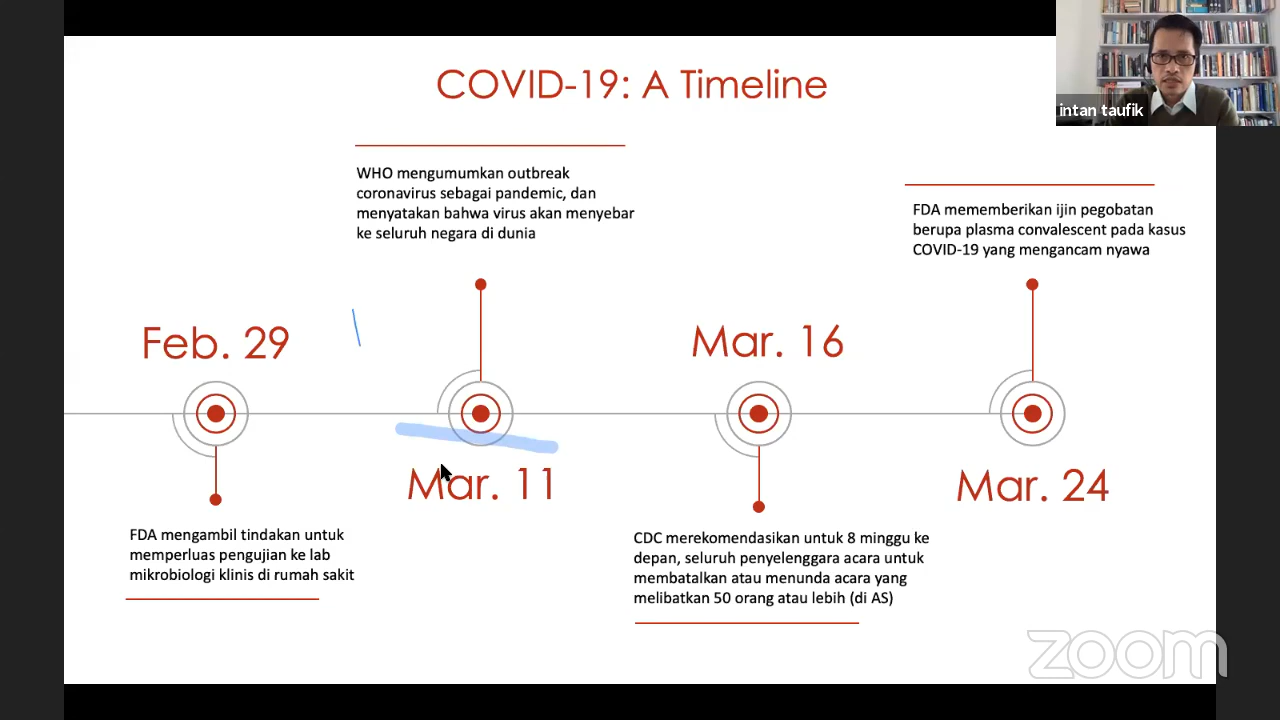 COVID-19: A Timeline
intan taufik
WHO mengumumkan outbreak
coronavirus sebagai pandemic, dan
menyatakan bahwa virus akan menyebar
ke seluruh negara di dunia
FDA mememberikan ijin pegobatan
berupa plasma convalescent pada kasus
COVID-19 yang mengancam nyawa
Feb. 29
Mar. 16
Mar. 11
Mar. 24
FDA mengambil tindakan untuk
memperluas pengujian ke lab
mikrobiologi klinis di rumah sakit
CDC merekomendasikan untuk 8 minggu ke
depan, seluruh penyelenggara acara untuk
membatalkan atau menunda acara yang
melibatkan 50 orang atau lebih (di AS)
zoom